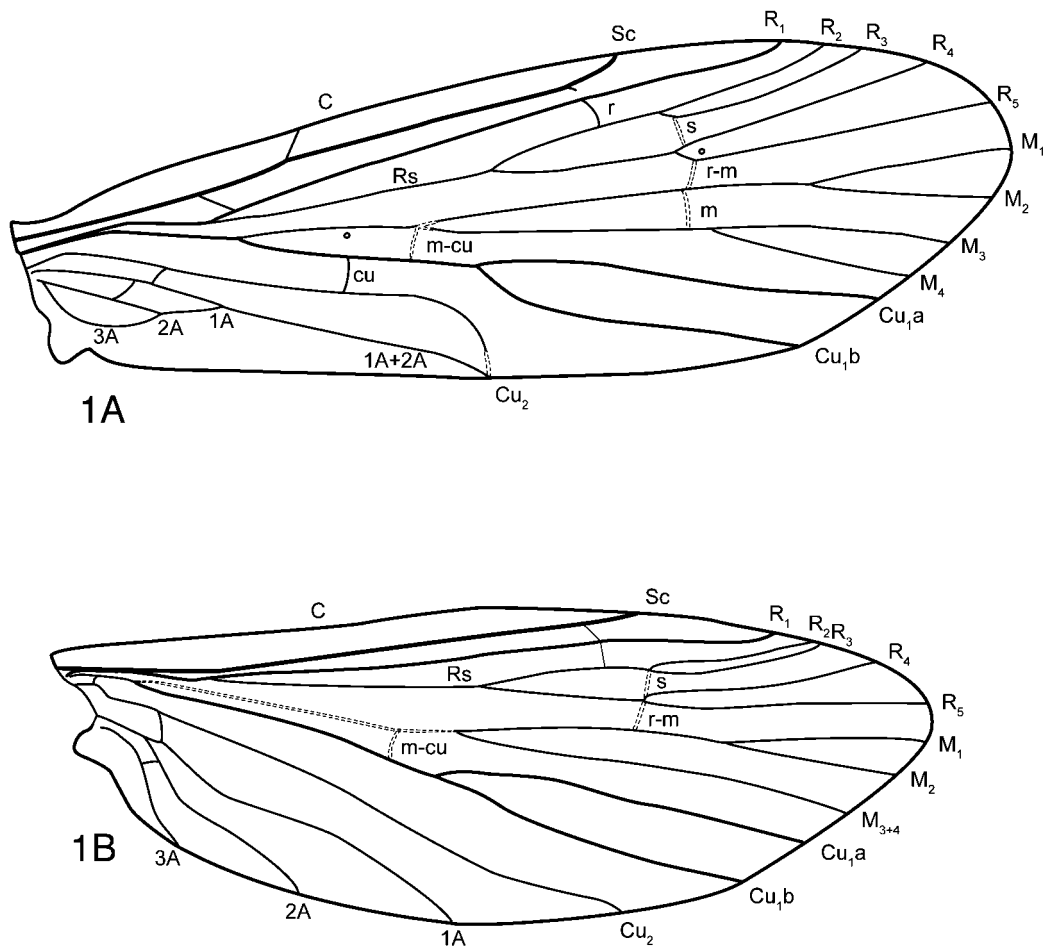 R₁
R₂
R₃
R₄
Sc
C
R₅
r
s
M₁
Rs
r-m
M₂
m
m-cu
M₃
cu
M₄
Cu₁a
3A
2A
1A
1A+2A
Cu₁b
Cu₂
1A
C
Sc
R₁
R₂R₃
R₄
Rs
s
R₅
r-m
m-cu
M₁
M₂
M₃₊₄
1B
3A
Cu₁a
Cu₁b
2A
1A
Cu₂